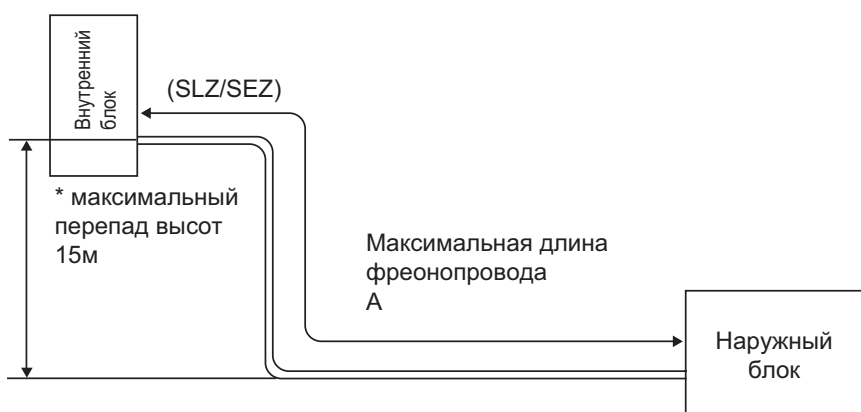 Внутренний
блок
(SLZ/SEZ)
* максимальный
перепад высот
15м
Максимальная длина
фреонопровода
А
Наружный
блок